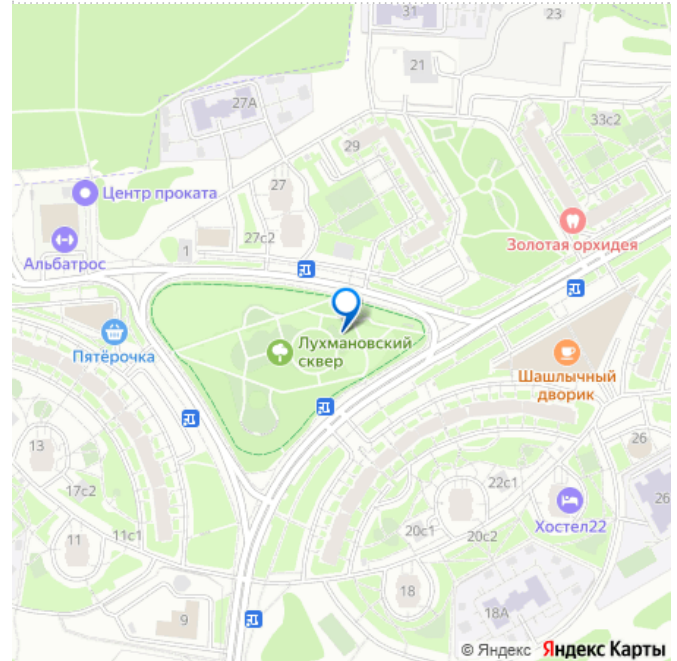 31
23
21
27А
33с2
29
Центр проката
27
Золотая орхидея
27с2
1
Альбатрос
Лухмановский
сквер
Пятёрочка
Шашлычный
дворик
13
26
17с2
22с1
26
Хостел22
11
11с1
20с1
20с2
18
18А
9
© Яндекс Яндекс Карты